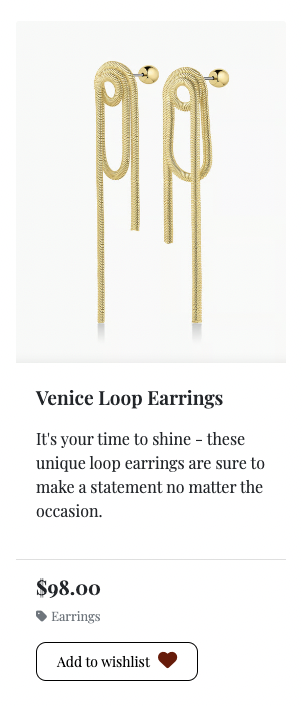 Venice Loop Earrings
It's your time to shine - these
unique loop earrings are sure to
make a statement no matter the
occasion.
$98.00
Earrings
Add to wishlist